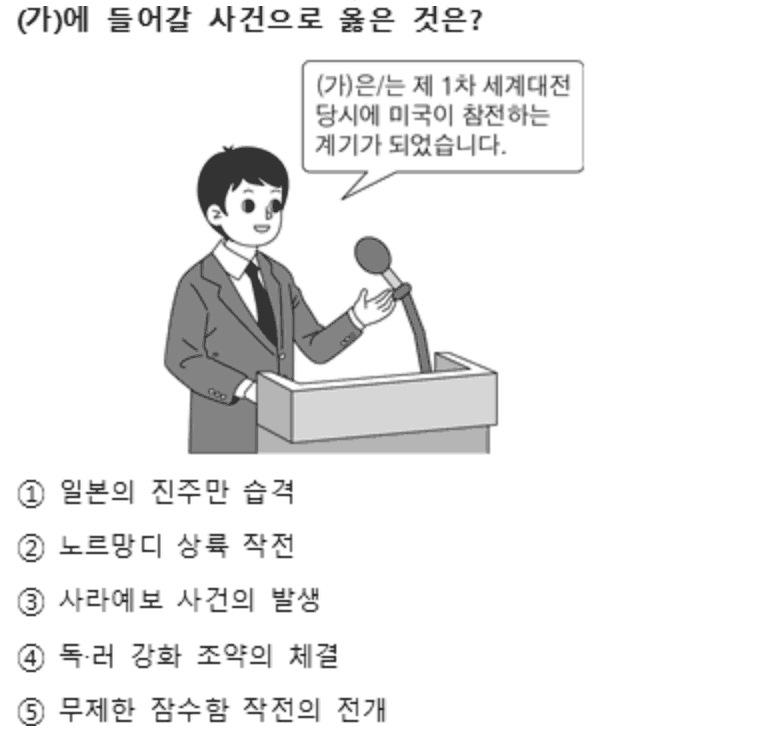 (가)에 들어갈 사건으로 옳은 것은?
(가)은/는 제 1차 세계대전
당시에 미국이 참전하는
계기가 되었습니다.
① 일본의 진주만 습격
② 노르망디 상륙 작전
③ 사라예보 사건의 발생
④ 독·러 강화 조약의 체결
⑤ 무제한 잠수함 작전의 전개